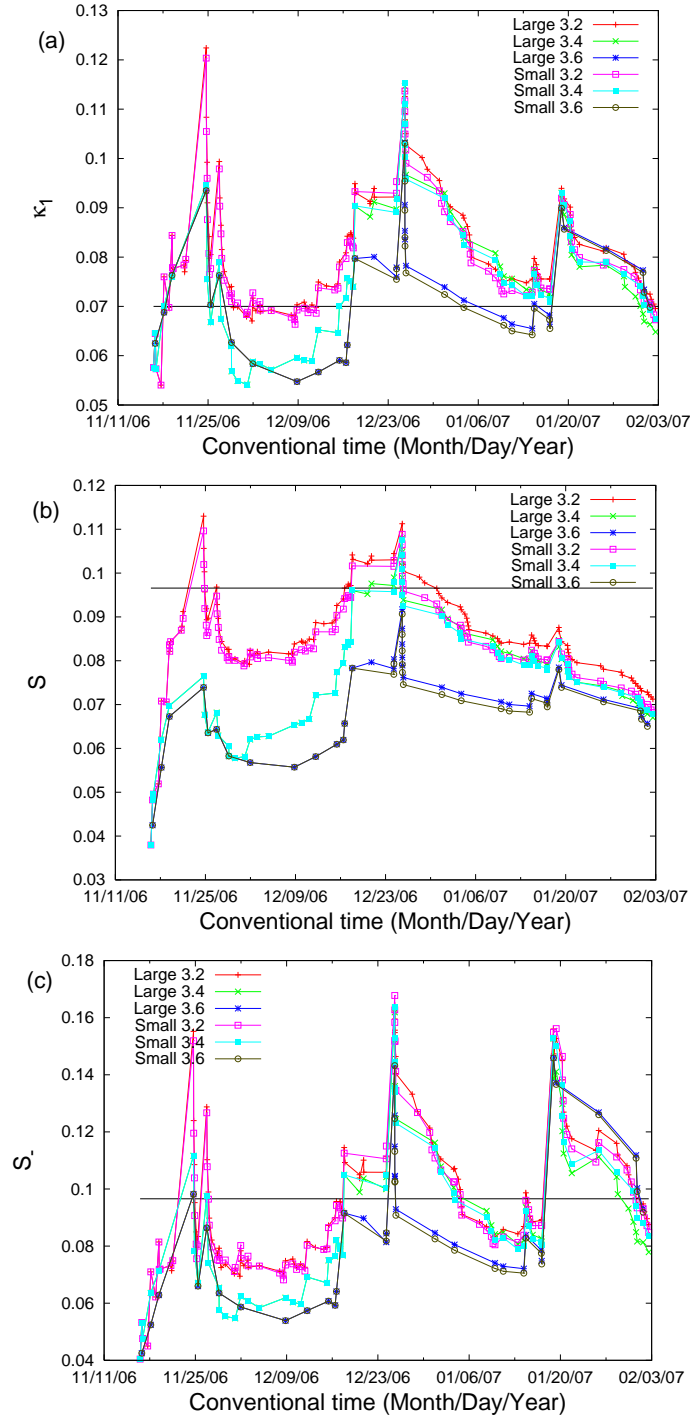 (a)
0.13
0.12
0.11
0.1
0.09
0.08
0.07
0.06
0.05
κ1
Large 3.2
Large 3.4
Large 3.6
Small 3.2
Small 3.4
Small 3.6
11/11/06 11/25/06 12/09/06 12/23/06 01/06/07 01/20/07 02/03/07
Conventional time (Month/Day/Year)
(b)
0.12
0.11
0.1
0.09
0.08
0.07
0.06
0.05
0.04
0.03
S
Large 3.2
Large 3.4
Large 3.6
Small 3.2
Small 3.4
Small 3.6
11/11/06 11/25/06 12/09/06 12/23/06 01/06/07 01/20/07 02/03/07
Conventional time (Month/Day/Year)
(c)
0.18
0.16
0.14
0.12
0.1
0.08
0.06
0.04
S-
Large 3.2
Large 3.4
Large 3.6
Small 3.2
Small 3.4
Small 3.6
11/11/06 11/25/06 12/09/06 12/23/06 01/06/07 01/20/07 02/03/07
Conventional time (Month/Day/Year)